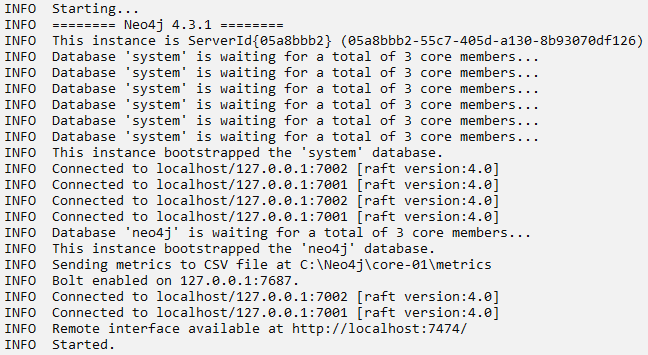 INFO  Starting...
INFO  ======== Neo4j 4.3.1 ========
INFO  This instance is ServerId{05a8bbb2} (05a8bbb2-55c7-405d-a130-8b93070df126)
INFO  Database 'system' is waiting for a total of 3 core members...
INFO  Database 'system' is waiting for a total of 3 core members...
INFO  Database 'system' is waiting for a total of 3 core members...
INFO  Database 'system' is waiting for a total of 3 core members...
INFO  Database 'system' is waiting for a total of 3 core members...
INFO  Database 'system' is waiting for a total of 3 core members...
INFO  This instance bootstrapped the 'system' database.
INFO  Connected to localhost/127.0.0.1:7002 [raft version:4.0]
INFO  Connected to localhost/127.0.0.1:7001 [raft version:4.0]
INFO  Connected to localhost/127.0.0.1:7002 [raft version:4.0]
INFO  Connected to localhost/127.0.0.1:7001 [raft version:4.0]
INFO  Database 'neo4j' is waiting for a total of 3 core members...
INFO  This instance bootstrapped the 'neo4j' database.
INFO  Sending metrics to CSV file at C:\Neo4j\core-01\metrics
INFO  Bolt enabled on 127.0.0.1:7687.
INFO  Connected to localhost/127.0.0.1:7002 [raft version:4.0]
INFO  Connected to localhost/127.0.0.1:7001 [raft version:4.0]
INFO  Remote interface available at http://localhost:7474/
INFO  Started.